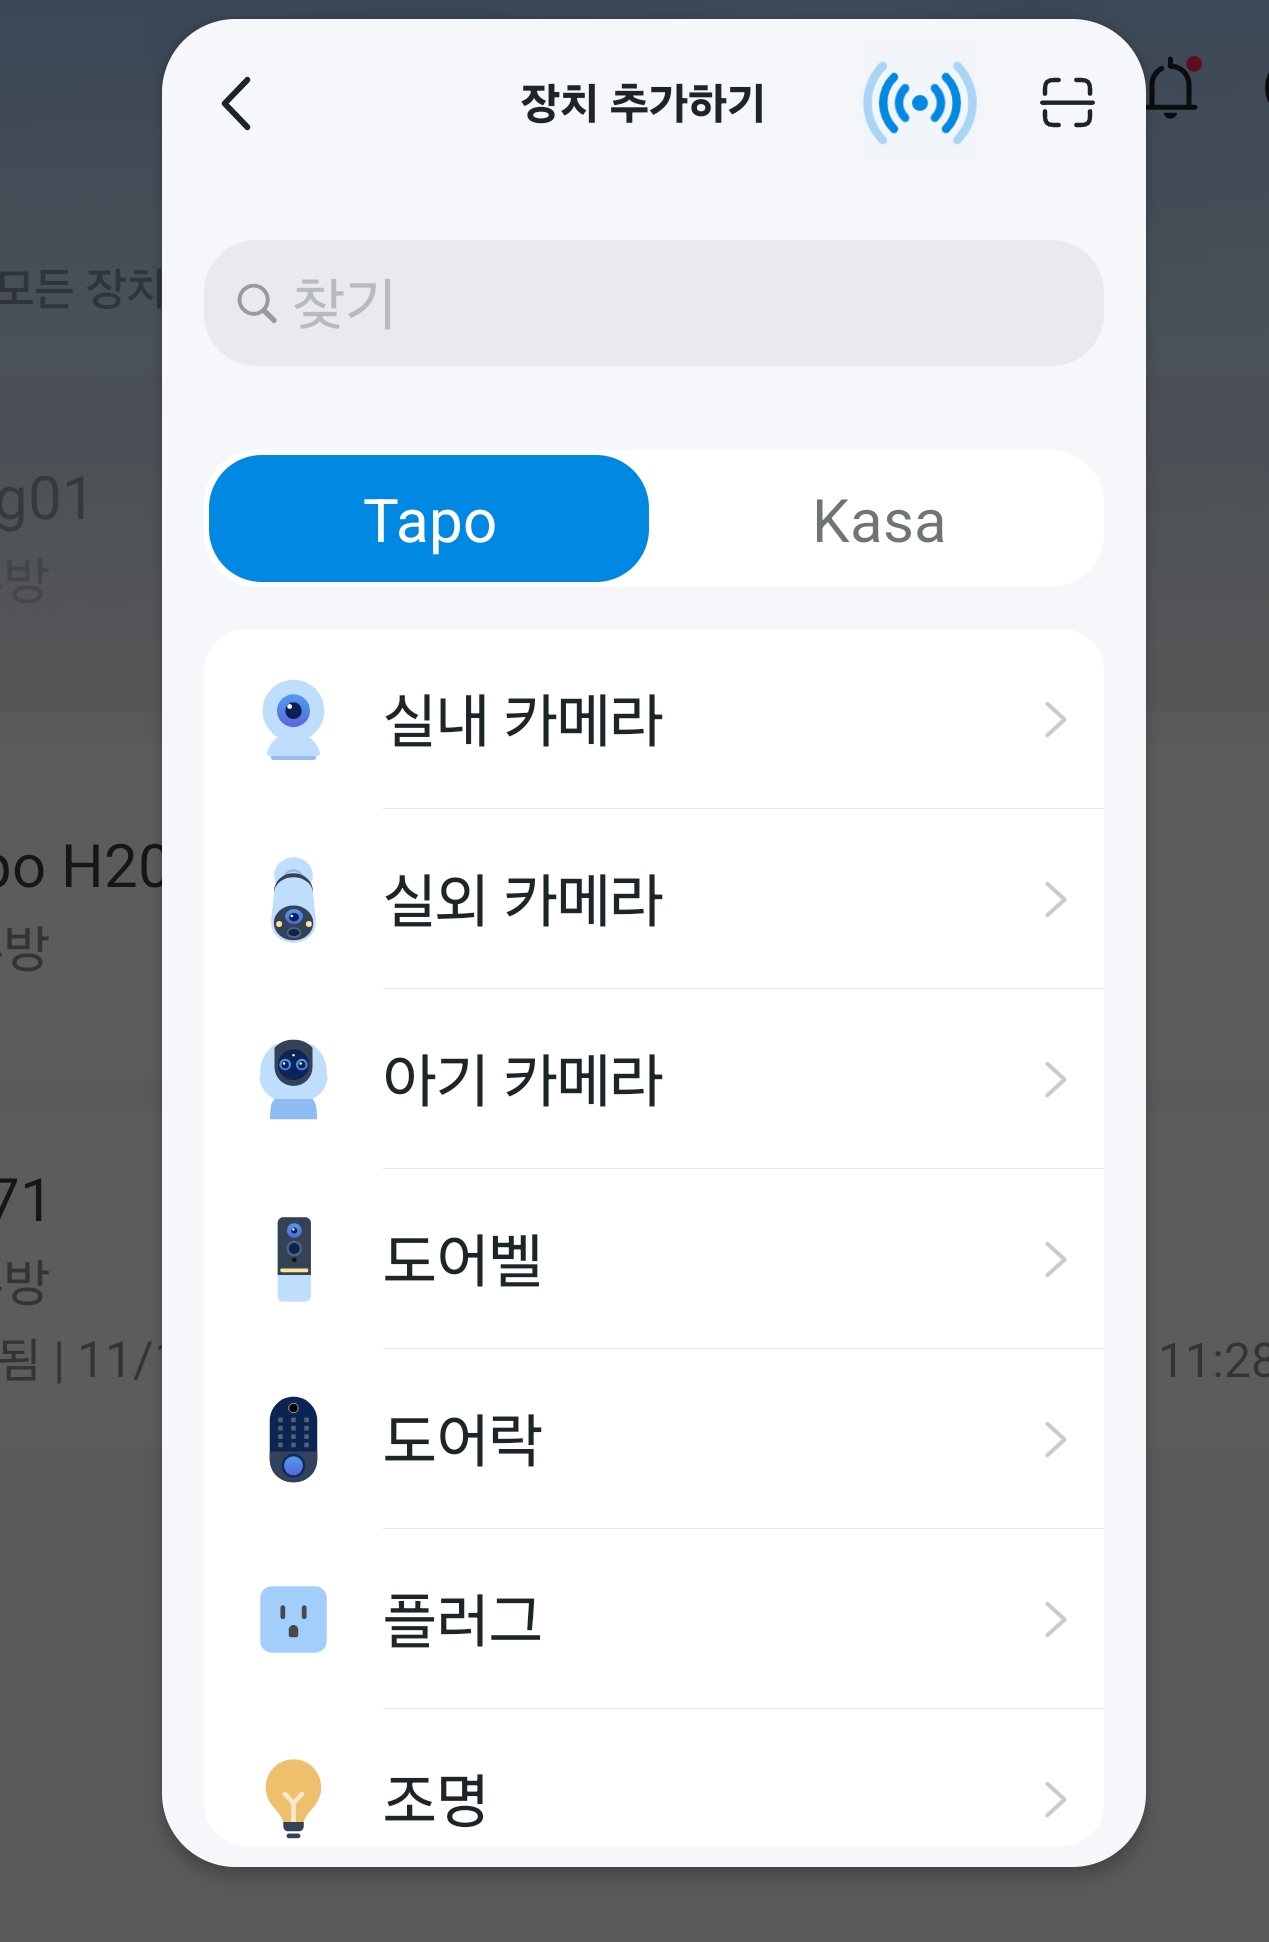 장치 추가하기
모든 장치
찾기
g01
방
Tapo
Kasa
실내 카메라
po H20
방
실외 카메라
아기 카메라
71
방
도어벨
됨 | 11/
11:28
도어락
플러그
조명